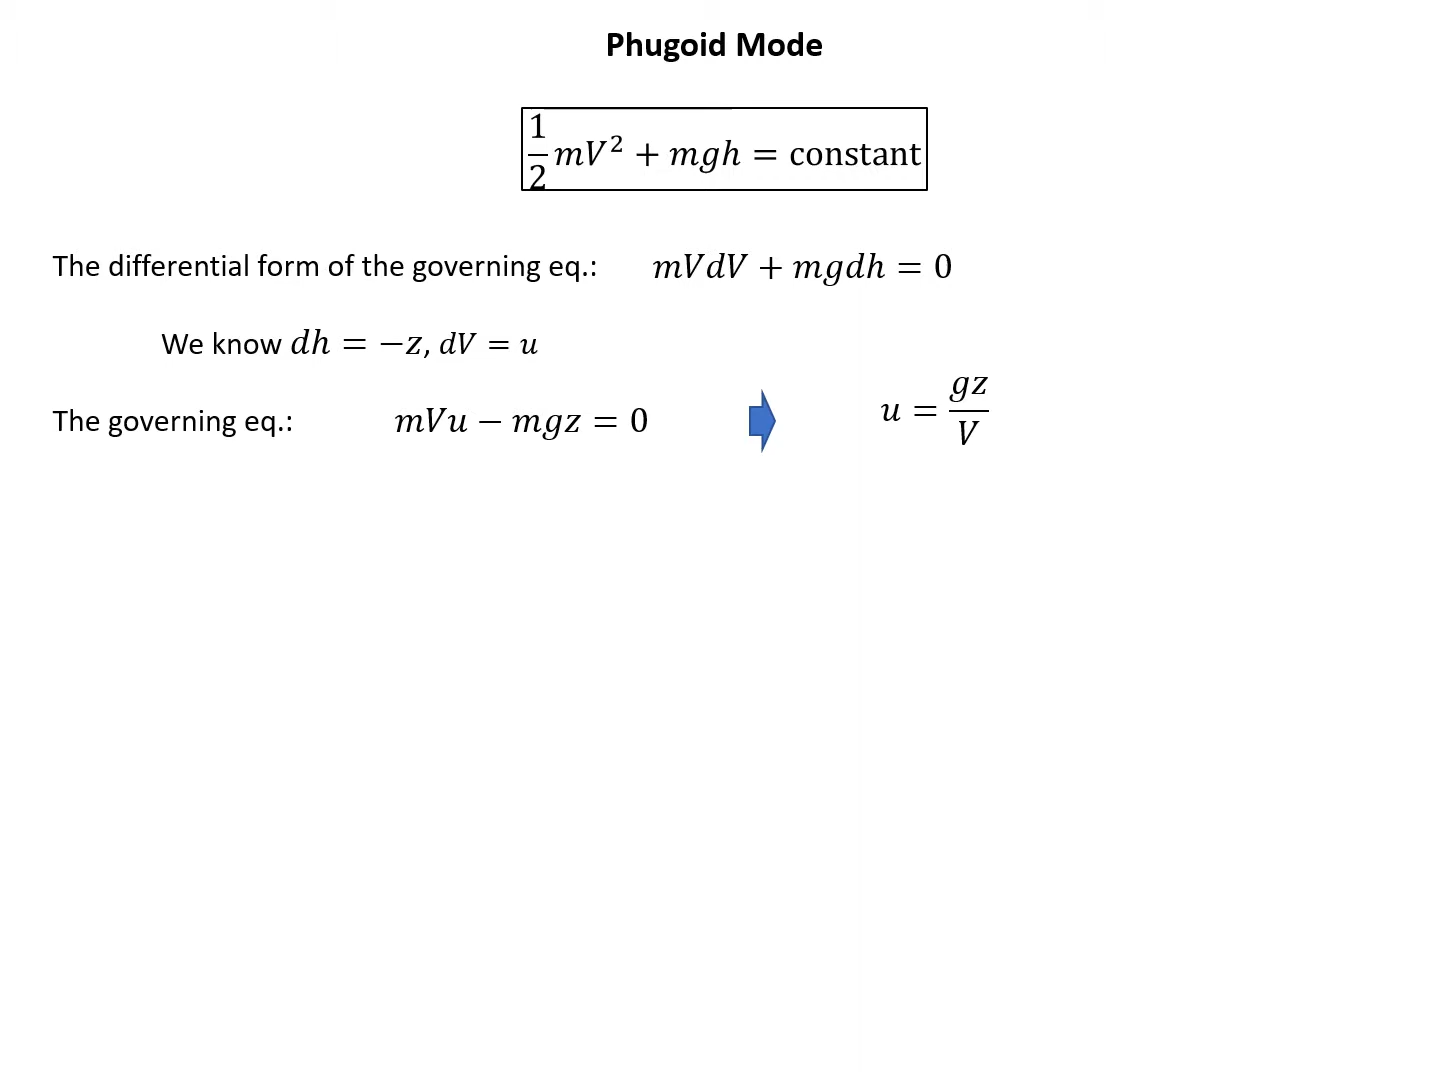 Phugoid Mode
1/2 mV² + mgh = constant
The differential form of the governing eq.: mVdV + mgdh = 0
We know dh = −z, dV = u
The governing eq.: mVu − mgz = 0 u = gz/V